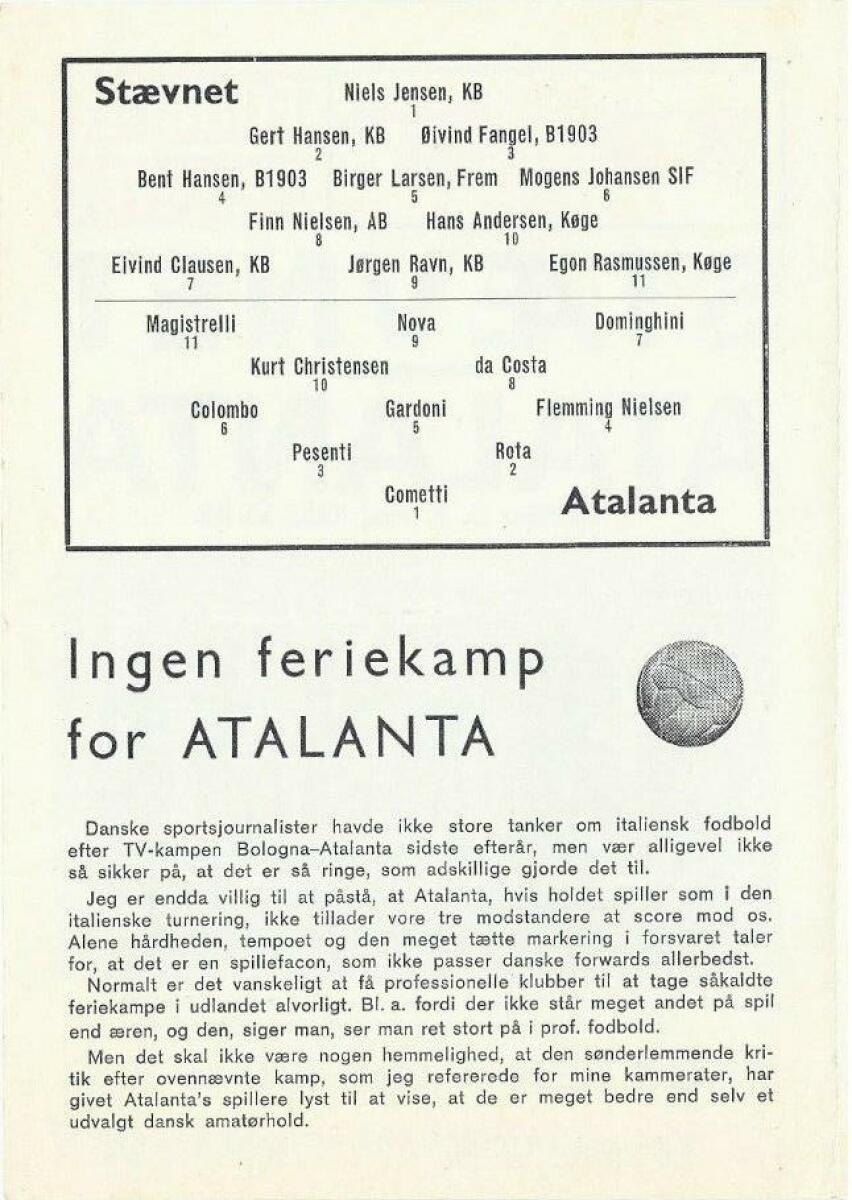 Stævnet
Niels Jensen, KB
1
Gert Hansen, KB Øivind Fangel, B1903
2 3
Bent Hansen, B1903 Birger Larsen, Frem Mogens Johansen SIF
4 5 6
Finn Nielsen, AB Hans Andersen, Køge
8 10
Eivind Clausen, KB Jørgen Ravn, KB Egon Rasmussen, Køge
7 9 11
Magistrelli Nova Dominghini
11 9 7
Kurt Christensen da Costa
10 8
Colombo Gardoni Flemming Nielsen
6 5 4
Pesenti Rota
3 2
Cometti
1
Atalanta
Ingen feriekamp
for ATALANTA
Danske sportsjournalister havde ikke store tanker om italiensk fodbold
efter TV-kampen Bologna–Atalanta sidste efterår, men vær alligevel ikke
så sikker på, at det er så ringe, som adskillige gjorde det til.
Jeg er endda villig til at påstå, at Atalanta, hvis holdet spiller som i den
italienske turnering, ikke tillader vore tre modstandere at score mod os.
Alene hårdheden, tempoet og den meget tætte markering i forsvaret taler
for, at det er en spillefacon, som ikke passer danske forwards allerbedst.
Normalt er det vanskeligt at få professionelle klubber til at tage såkaldte
feriekampe i udlandet alvorligt. Bl. a. fordi der ikke står meget andet på spil
end æren, og den, siger man, ser man ret stort på i prof. fodbold.
Men det skal ikke være nogen hemmelighed, at den sønderlemmende kri-
tik efter ovennævnte kamp, som jeg refererede for mine kammerater, har
givet Atalanta's spillere lyst til at vise, at de er meget bedre end selv et
udvalgt dansk amatørhold.